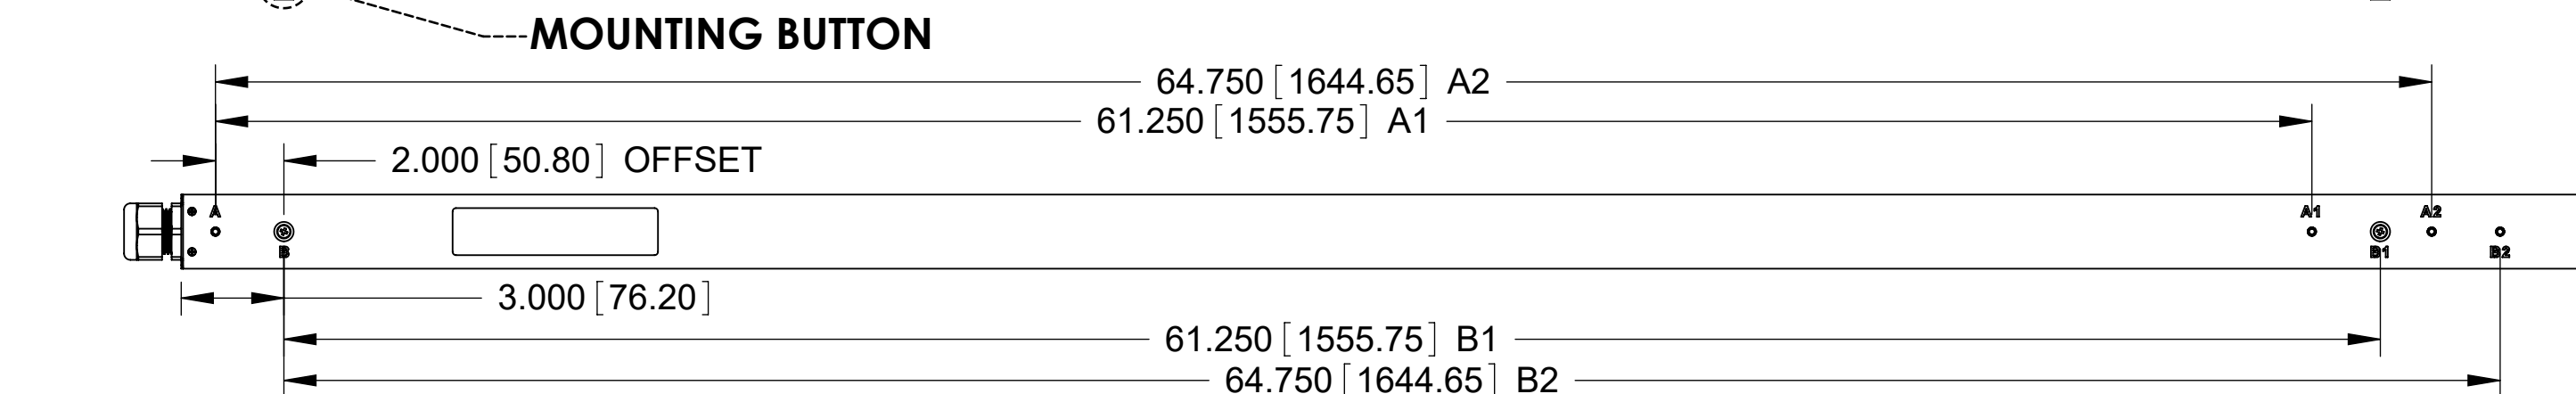 MOUNTING BUTTON
64.750 [1644.65] A2
61.250 [1555.75] A1
2.000 [50.80] OFFSET
A A1 A2
B B1 B2
3.000 [76.20]
61.250 [1555.75] B1
64.750 [1644.65] B2